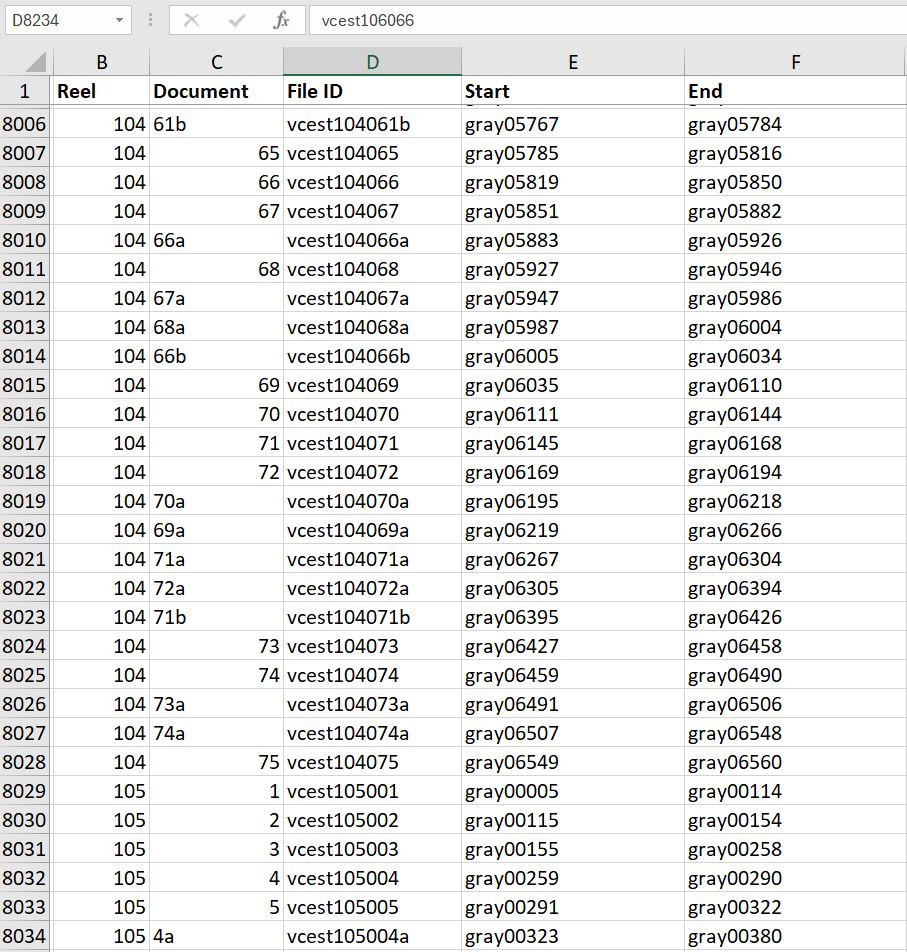 D8234 fx vcest106066
B C D E F
1 Reel Document File ID Start End
8006 104 61b vcest104061b gray05767 gray05784
8007 104 65 vcest104065 gray05785 gray05816
8008 104 66 vcest104066 gray05819 gray05850
8009 104 67 vcest104067 gray05851 gray05882
8010 104 66a vcest104066a gray05883 gray05926
8011 104 68 vcest104068 gray05927 gray05946
8012 104 67a vcest104067a gray05947 gray05986
8013 104 68a vcest104068a gray05987 gray06004
8014 104 66b vcest104066b gray06005 gray06034
8015 104 69 vcest104069 gray06035 gray06110
8016 104 70 vcest104070 gray06111 gray06144
8017 104 71 vcest104071 gray06145 gray06168
8018 104 72 vcest104072 gray06169 gray06194
8019 104 70a vcest104070a gray06195 gray06218
8020 104 69a vcest104069a gray06219 gray06266
8021 104 71a vcest104071a gray06267 gray06304
8022 104 72a vcest104072a gray06305 gray06394
8023 104 71b vcest104071b gray06395 gray06426
8024 104 73 vcest104073 gray06427 gray06458
8025 104 74 vcest104074 gray06459 gray06490
8026 104 73a vcest104073a gray06491 gray06506
8027 104 74a vcest104074a gray06507 gray06548
8028 104 75 vcest104075 gray06549 gray06560
8029 105 1 vcest105001 gray00005 gray00114
8030 105 2 vcest105002 gray00115 gray00154
8031 105 3 vcest105003 gray00155 gray00258
8032 105 4 vcest105004 gray00259 gray00290
8033 105 5 vcest105005 gray00291 gray00322
8034 105 4a vcest105004a gray00323 gray00380